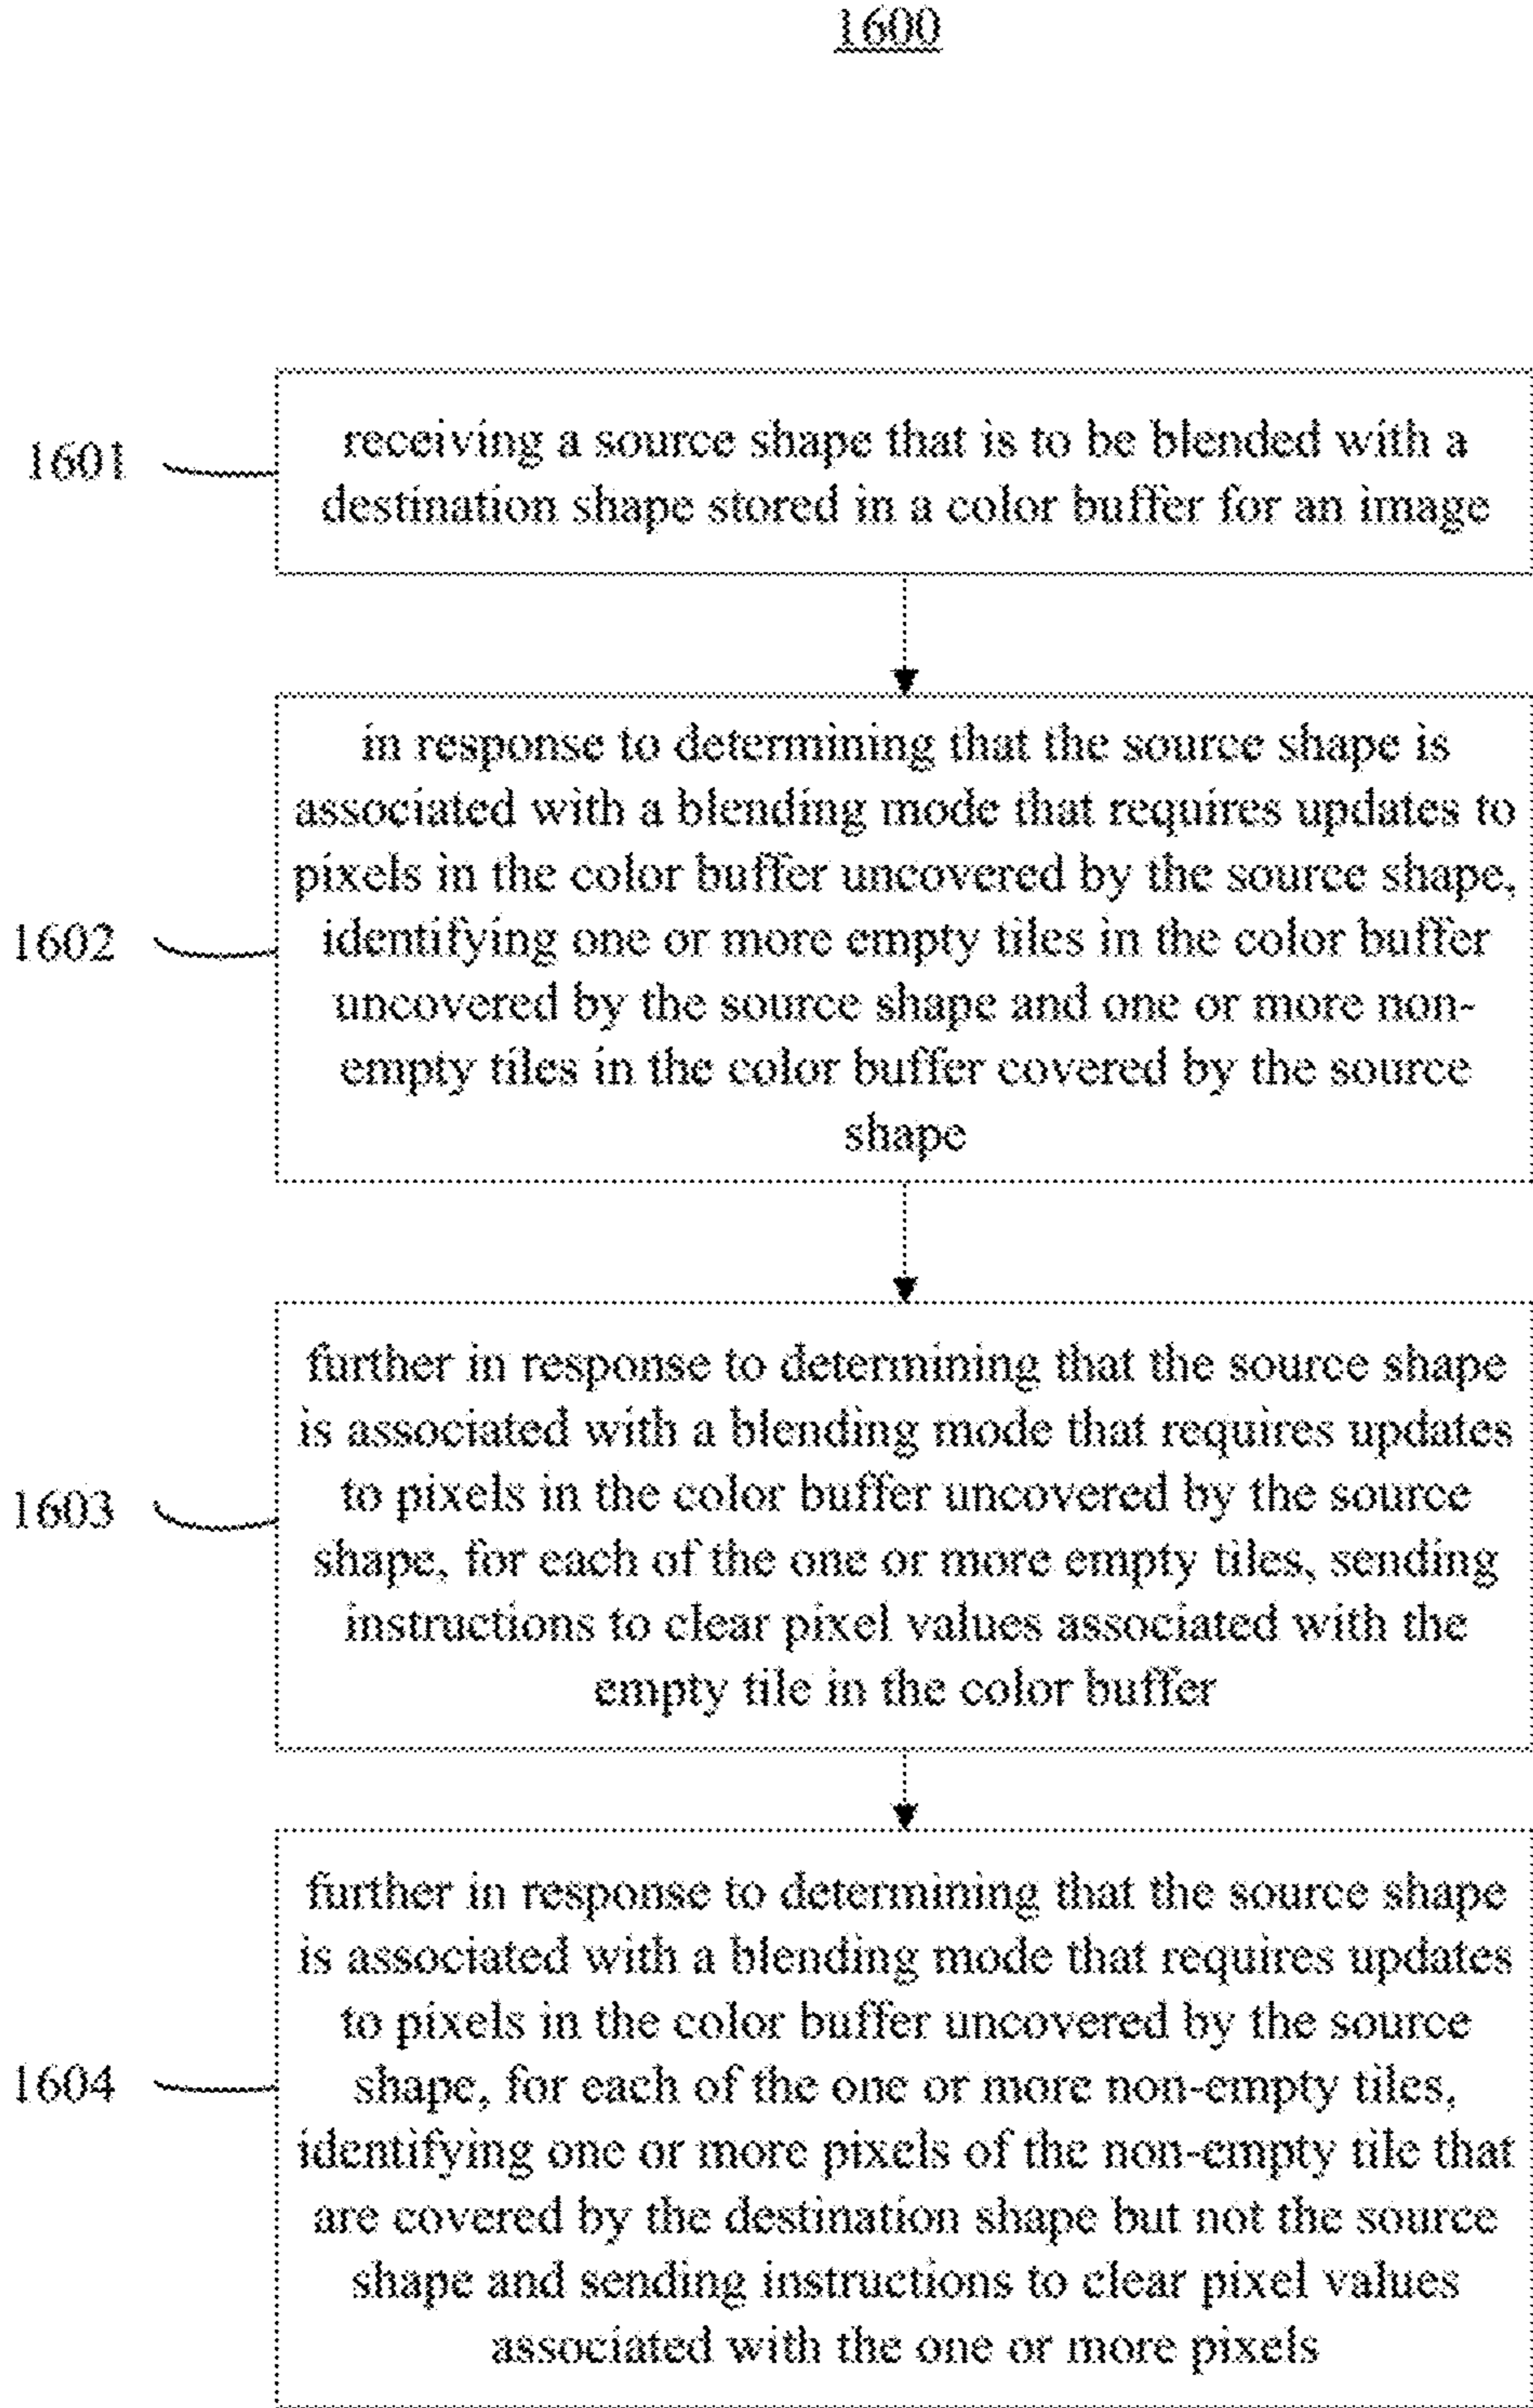 1600
1601
receiving a source shape that is to be blended with a
destination shape stored in a color buffer for an image
1602
in response to determining that the source shape is
associated with a blending mode that requires updates to
pixels in the color buffer uncovered by the source shape,
identifying one or more empty tiles in the color buffer
uncovered by the source shape and one or more non-
empty tiles in the color buffer covered by the source
shape
1603
further in response to determining that the source shape
is associated with a blending mode that requires updates
to pixels in the color buffer uncovered by the source
shape, for each of the one or more empty tiles, sending
instructions to clear pixel values associated with the
empty tile in the color buffer
1604
further in response to determining that the source shape
is associated with a blending mode that requires updates
to pixels in the color buffer uncovered by the source
shape, for each of the one or more non-empty tiles,
identifying one or more pixels of the non-empty tile that
are covered by the destination shape but not the source
shape and sending instructions to clear pixel values
associated with the one or more pixels